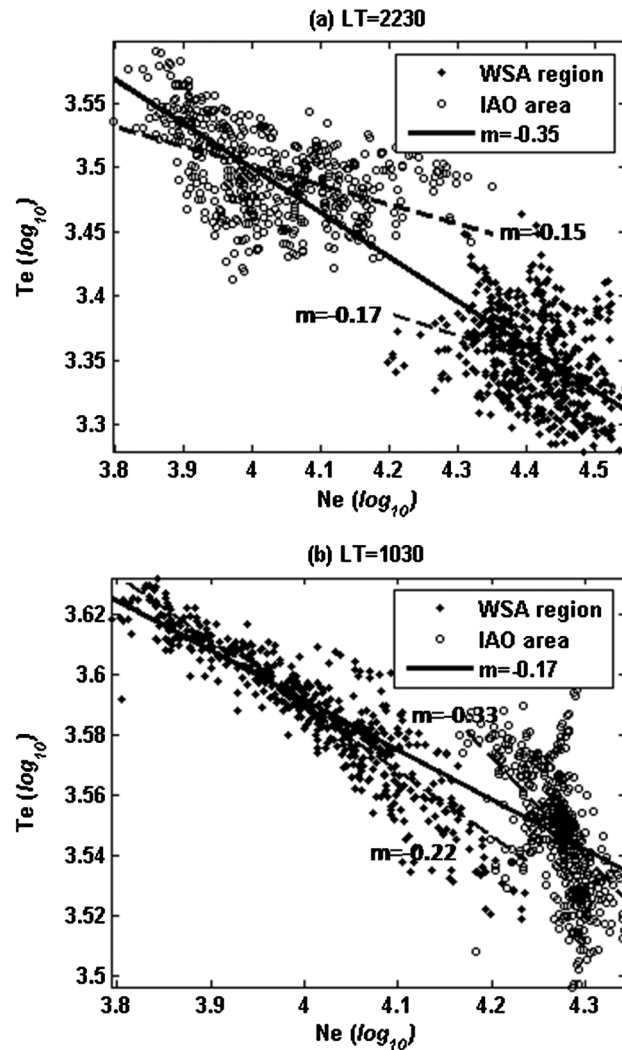 (a) LT=2230
WSA region
IAO area
m=-0.35
3.55
3.5
3.45
3.4
3.35
3.3
m=-0.15
m=-0.17
Te (log10)
3.8 3.9 4 4.1 4.2 4.3 4.4 4.5
Ne (log10)
(b) LT=1030
WSA region
IAO area
m=-0.17
3.62
3.6
3.58
3.56
3.54
3.52
3.5
m=-0.33
m=-0.22
Te (log10)
3.8 3.9 4 4.1 4.2 4.3
Ne (log10)